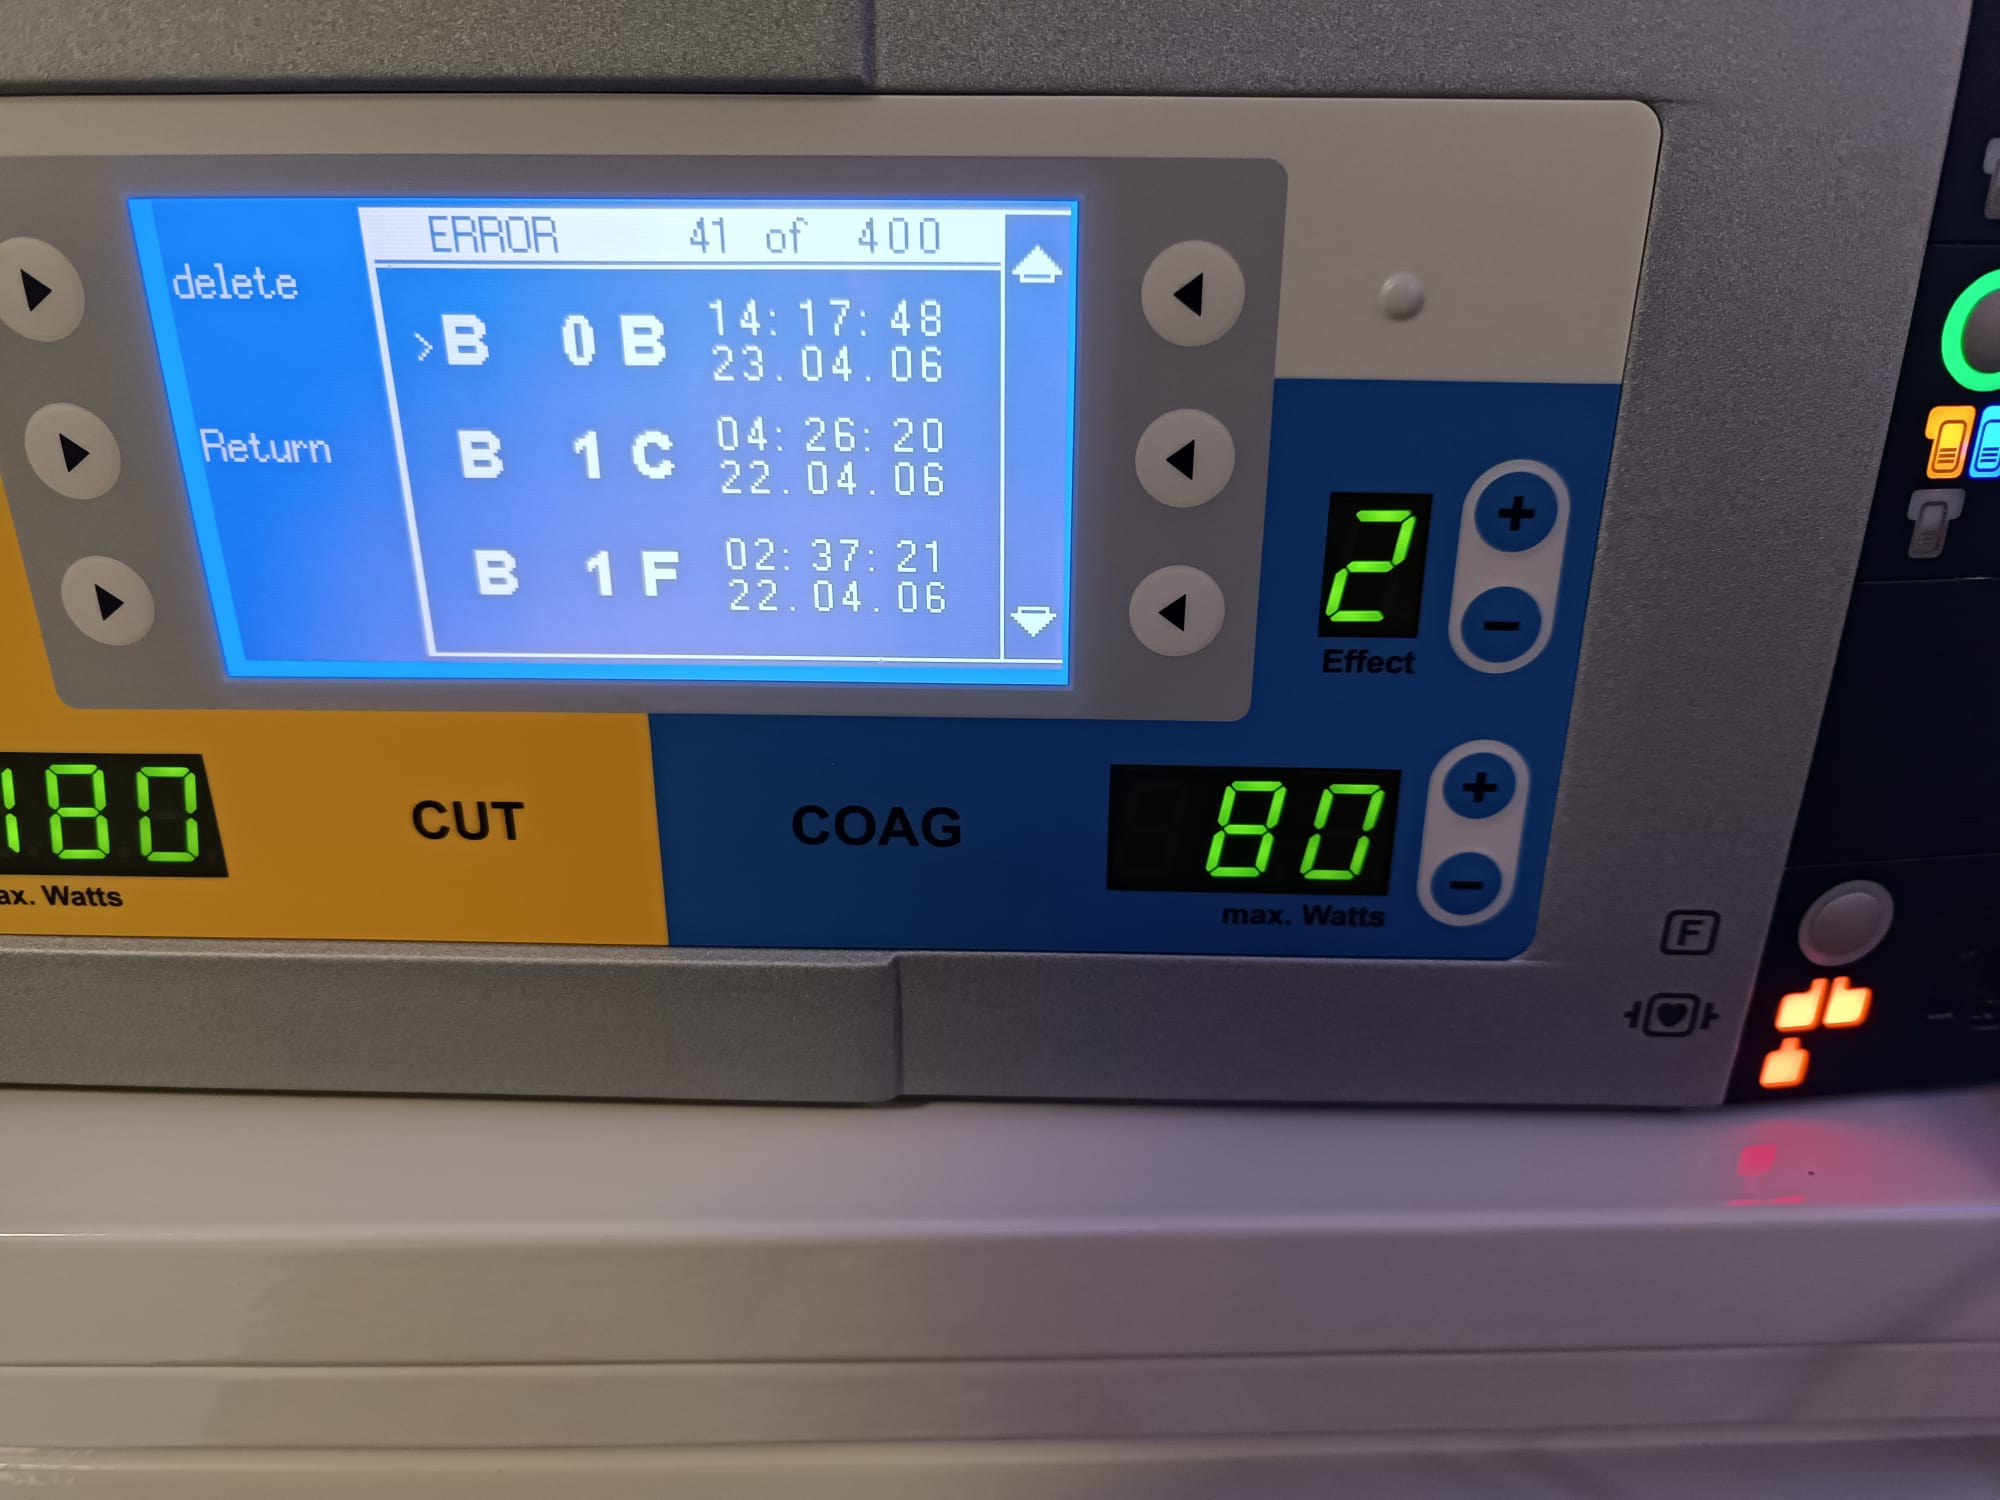 ERROR 41 of 400
delete
>B 0B 14:17:48
23.04.06
Return
B 1C 04:26:20
22.04.06
B 1F 02:37:21
22.04.06
2
Effect
180
CUT
COAG
80
Watts
max. Watts
F